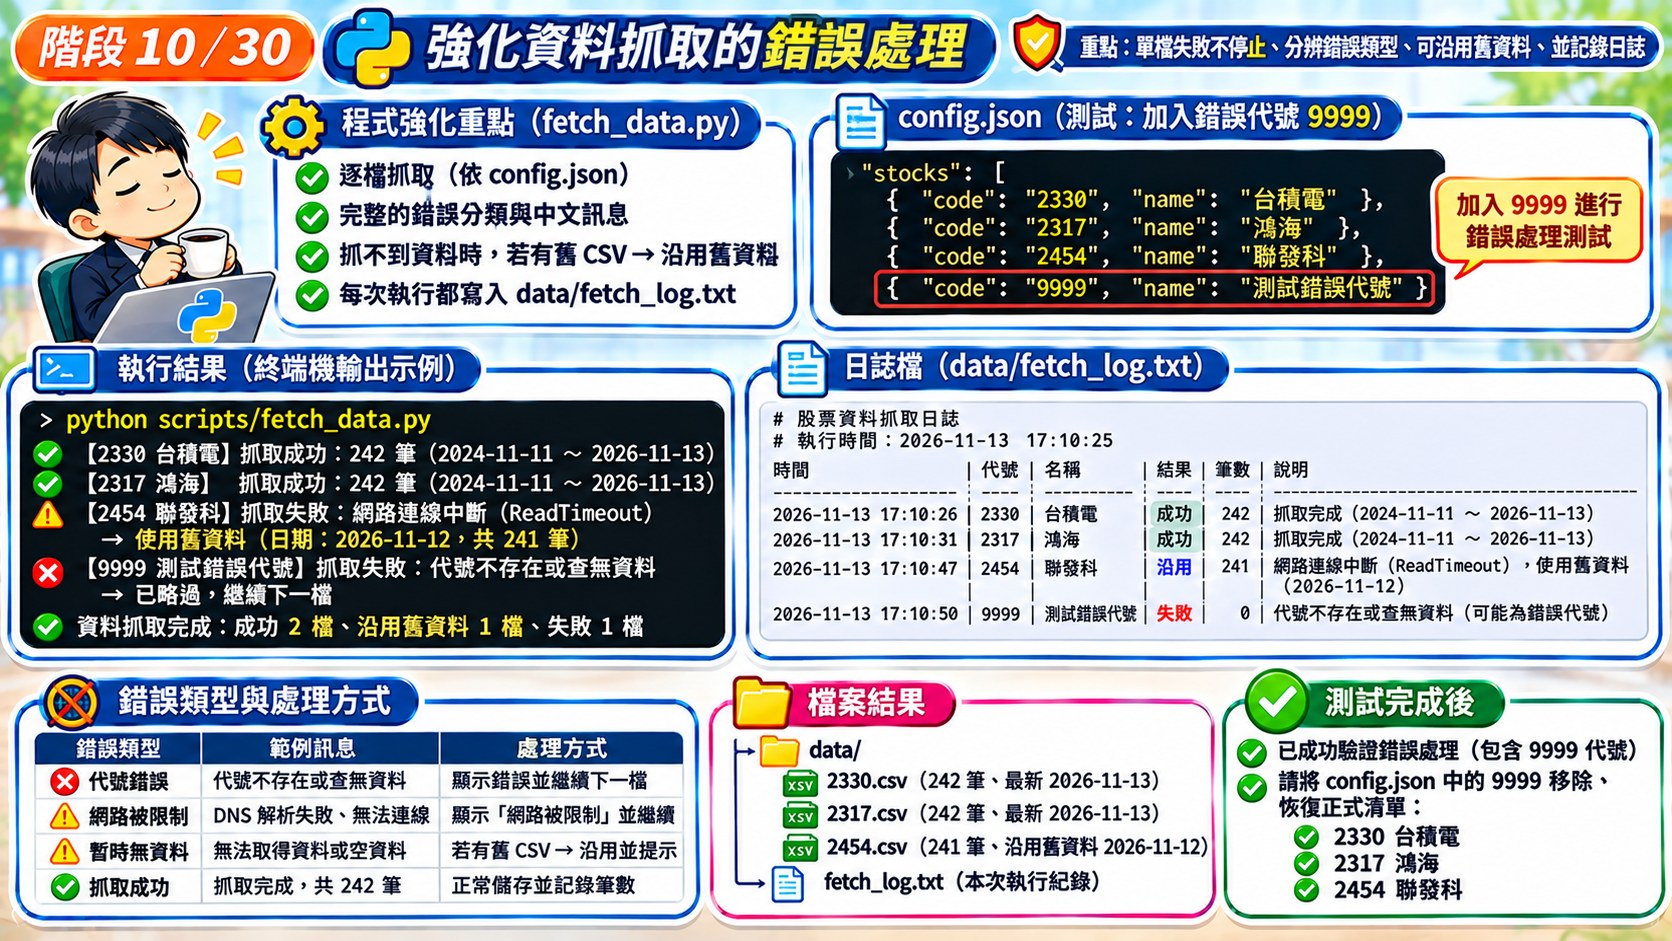 階段 10/30
強化資料抓取的錯誤處理
重點：單檔失敗不停止、分辨錯誤類型、可沿用舊資料、並記錄日誌
程式強化重點（fetch_data.py）
逐檔抓取（依 config.json）
完整的錯誤分類與中文訊息
抓不到資料時，若有舊 CSV → 沿用舊資料
每次執行都寫入 data/fetch_log.txt
config.json（測試：加入錯誤代號 9999）
"stocks": [
{ "code": "2330", "name": "台積電" },
{ "code": "2317", "name": "鴻海" },
{ "code": "2454", "name": "聯發科" },
{ "code": "9999", "name": "測試錯誤代號" }
加入 9999 進行
錯誤處理測試
執行結果（終端機輸出示例）
> python scripts/fetch_data.py
【2330 台積電】抓取成功：242 筆（2024-11-11 ～ 2026-11-13）
【2317 鴻海】 抓取成功：242 筆（2024-11-11 ～ 2026-11-13）
【2454 聯發科】抓取失敗：網路連線中斷（ReadTimeout）
→ 使用舊資料（日期：2026-11-12，共 241 筆）
【9999 測試錯誤代號】抓取失敗：代號不存在或查無資料
→ 已略過，繼續下一檔
資料抓取完成：成功 2 檔、沿用舊資料 1 檔、失敗 1 檔
日誌檔（data/fetch_log.txt）
# 股票資料抓取日誌
# 執行時間：2026-11-13 17:10:25
時間 | 代號 | 名稱 | 結果 | 筆數 | 說明
2026-11-13 17:10:26 | 2330 | 台積電 | 成功 | 242 | 抓取完成（2024-11-11 ～ 2026-11-13）
2026-11-13 17:10:31 | 2317 | 鴻海 | 成功 | 242 | 抓取完成（2024-11-11 ～ 2026-11-13）
2026-11-13 17:10:47 | 2454 | 聯發科 | 沿用 | 241 | 網路連線中斷（ReadTimeout），使用舊資料
（2026-11-12）
2026-11-13 17:10:50 | 9999 | 測試錯誤代號 | 失敗 | 0 | 代號不存在或查無資料（可能為錯誤代號）
錯誤類型與處理方式
錯誤類型 範例訊息 處理方式
代號錯誤 代號不存在或查無資料 顯示錯誤並繼續下一檔
網路被限制 DNS 解析失敗、無法連線 顯示「網路被限制」並繼續
暫時無資料 無法取得資料或空資料 若有舊 CSV → 沿用並提示
抓取成功 抓取完成，共 242 筆 正常儲存並記錄筆數
檔案結果
data/
XSV 2330.csv（242 筆、最新 2026-11-13）
XSV 2317.csv（242 筆、最新 2026-11-13）
XSV 2454.csv（241 筆、沿用舊資料 2026-11-12）
fetch_log.txt（本次執行紀錄）
測試完成後
已成功驗證錯誤處理（包含 9999 代號）
請將 config.json 中的 9999 移除、
恢復正式清單：
2330 台積電
2317 鴻海
2454 聯發科